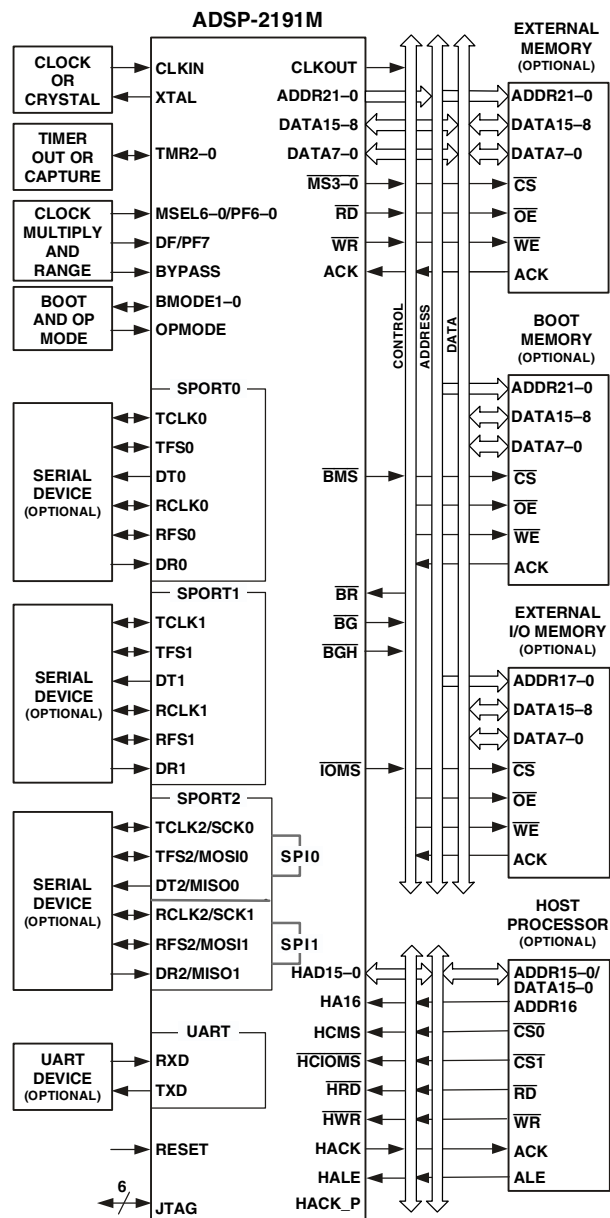 ADSP-2191M
CLOCK
OR
CRYSTAL
CLKIN
XTAL
TIMER
OUT OR
CAPTURE
TMR2–0
CLOCK
MULTIPLY
AND
RANGE
MSEL6–0/PF6–0
DF/PF7
BYPASS
BOOT
AND OP
MODE
BMODE1–0
OPMODE
SERIAL
DEVICE
(OPTIONAL)
SPORT0
TCLK0
TFS0
DT0
RCLK0
RFS0
DR0
SERIAL
DEVICE
(OPTIONAL)
SPORT1
TCLK1
TFS1
DT1
RCLK1
RFS1
DR1
SERIAL
DEVICE
(OPTIONAL)
SPORT2
TCLK2/SCK0
TFS2/MOSI0
DT2/MISO0
RCLK2/SCK1
RFS2/MOSI1
DR2/MISO1
SPI0
SPI1
UART
DEVICE
(OPTIONAL)
UART
RXD
TXD
RESET
6
JTAG
CLKOUT
ADDR21–0
DATA15–8
DATA7–0
MS3–0
RD
WR
ACK
BMS
BR
BG
BGH
IOMS
HAD15–0
HA16
HCMS
HCIOMS
HRD
HWR
HACK
HALE
HACK_P
CONTROL
ADDRESS
DATA
EXTERNAL
MEMORY
(OPTIONAL)
ADDR21–0
DATA15–8
DATA7–0
CS
OE
WE
ACK
BOOT
MEMORY
(OPTIONAL)
ADDR21–0
DATA15–8
DATA7–0
CS
OE
WE
ACK
EXTERNAL
I/O MEMORY
(OPTIONAL)
ADDR17–0
DATA15–8
DATA7–0
CS
OE
WE
ACK
HOST
PROCESSOR
(OPTIONAL)
ADDR15–0/
DATA15–0
ADDR16
CS0
CS1
RD
WR
ACK
ALE